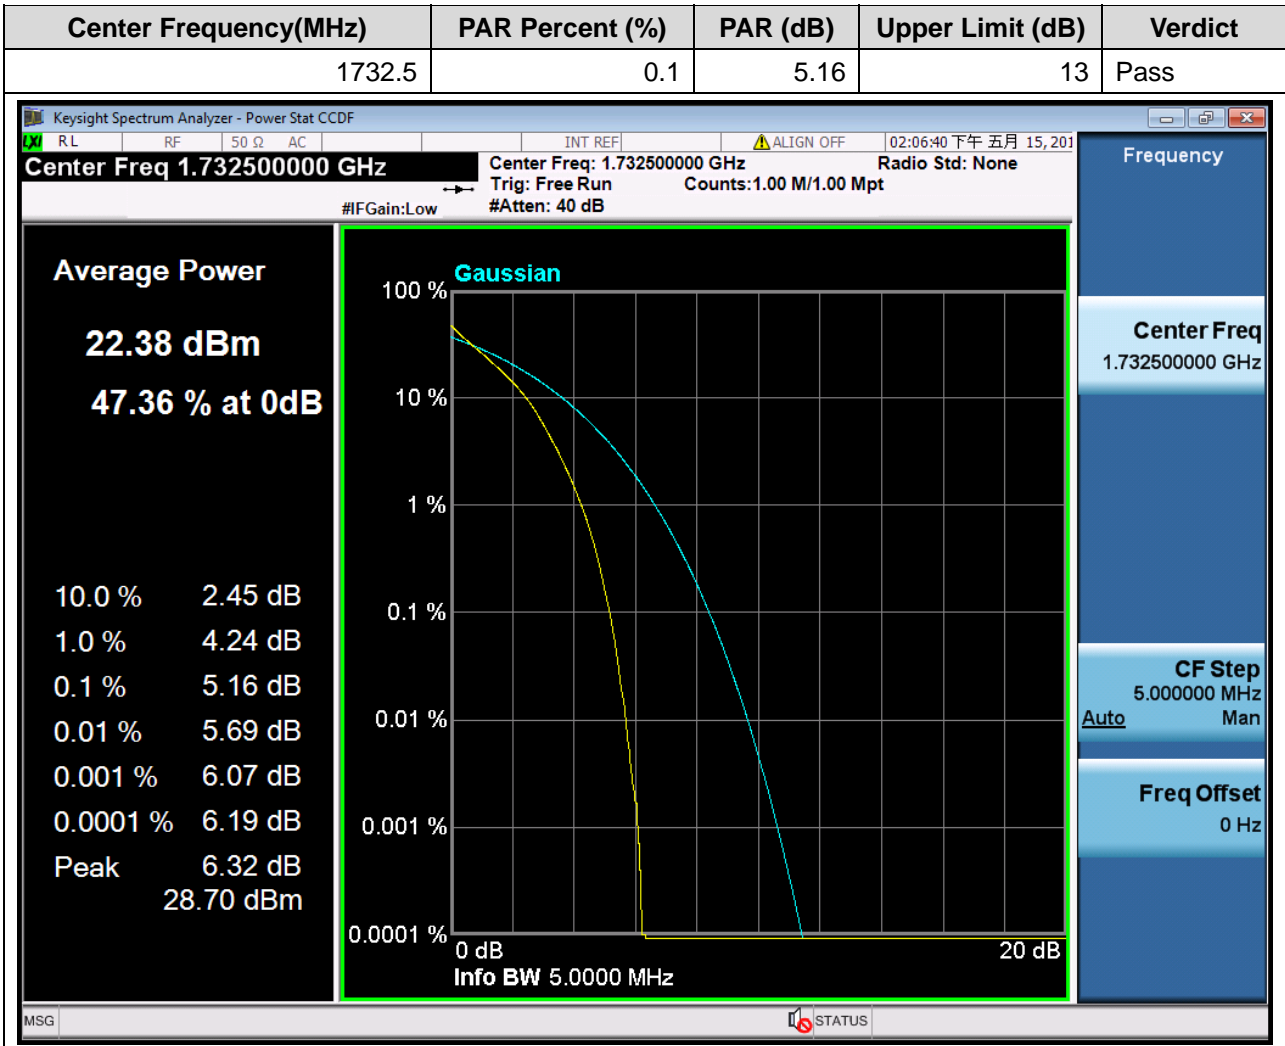 Center Frequency(MHz) PAR Percent (%) PAR (dB) Upper Limit (dB) Verdict
1732.5 0.1 5.16 13 Pass
Keysight Spectrum Analyzer - Power Stat CCDF
LXI RL RF 50 Ω AC INT REF ALIGN OFF 02:06:40 下午 五月 15, 201
Center Freq 1.732500000 GHz
Center Freq: 1.732500000 GHz Radio Std: None
Trig: Free Run Counts:1.00 M/1.00 Mpt
#IFGain:Low #Atten: 40 dB
Frequency
Average Power
22.38 dBm
47.36 % at 0dB
10.0 % 2.45 dB
1.0 % 4.24 dB
0.1 % 5.16 dB
0.01 % 5.69 dB
0.001 % 6.07 dB
0.0001 % 6.19 dB
Peak 6.32 dB
28.70 dBm
Gaussian
100 %
10 %
1 %
0.1 %
0.01 %
0.001 %
0.0001 %
0 dB 20 dB
Info BW 5.0000 MHz
Center Freq
1.732500000 GHz
CF Step
5.000000 MHz
Auto Man
Freq Offset
0 Hz
MSG STATUS